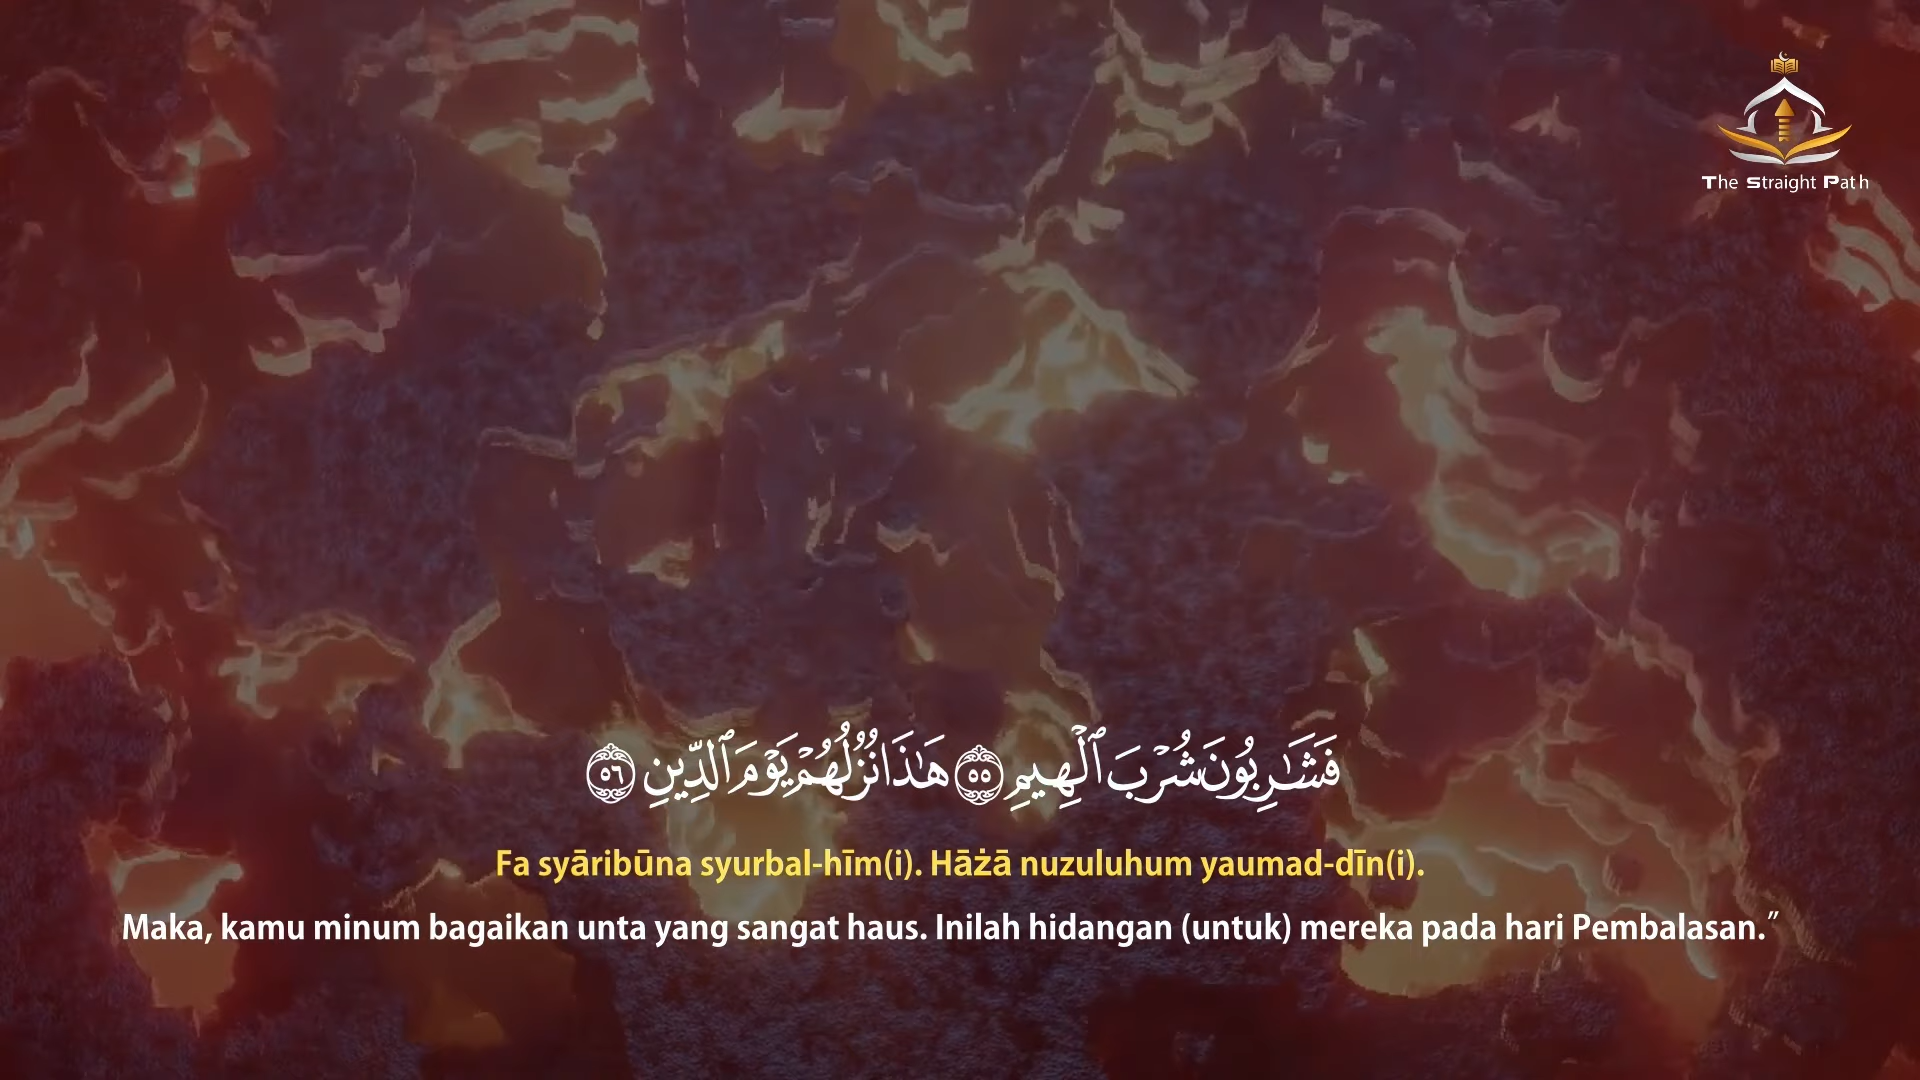 The Straight Path
فَشَٰرِبُونَ شُرْبَ ٱلْهِيمِ ٥٥ هَٰذَا نُزُلُهُمْ يَوْمَ ٱلدِّينِ ٥٦
Fa syāribūna syurbal-hīm(i). Hāżā nuzuluhum yaumad-dīn(i).
Maka, kamu minum bagaikan unta yang sangat haus. Inilah hidangan (untuk) mereka pada hari Pembalasan.”